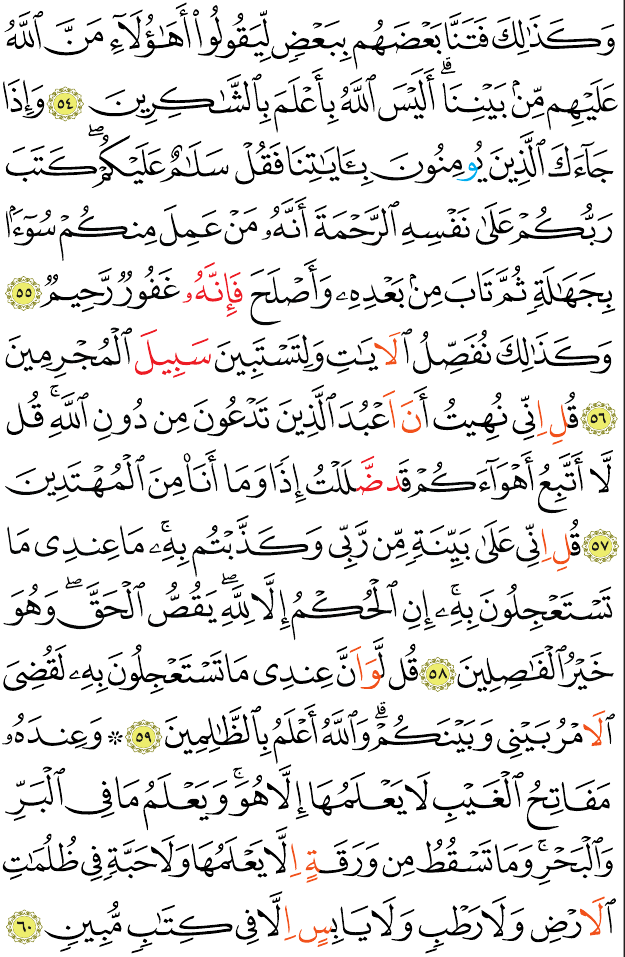 وَكَذَٰلِكَ فَتَنَّا بَعْضَهُم بِبَعْضٍ لِّيَقُولُوٓا۟ أَهَـٰٓؤُلَآءِ مَنَّ ٱللَّهُ
عَلَيْهِم مِّنۢ بَيْنِنَآ ۗ أَلَيْسَ ٱللَّهُ بِأَعْلَمَ بِٱلشَّـٰكِرِينَ ٥٤ وَإِذَا
جَآءَكَ ٱلَّذِينَ يُومِنُونَ بِـَٔايَـٰتِنَا فَقُلْ سَلَـٰمٌ عَلَيْكُمْ ۖ كَتَبَ
رَبُّكُمْ عَلَىٰ نَفْسِهِ ٱلرَّحْمَةَ أَنَّهُۥ مَنْ عَمِلَ مِنكُمْ سُوٓءًۢا
بِجَهَـٰلَةٍ ثُمَّ تَابَ مِنۢ بَعْدِهِۦ وَأَصْلَحَ فَإِنَّهُۥ غَفُورٌ رَّحِيمٌ ٥٥
وَكَذَٰلِكَ نُفَصِّلُ ٱلَايَـٰتِ وَلِتَسْتَبِينَ سَبِيلَ ٱلْمُجْرِمِينَ
٥٦ قُلِ اِنِّى نُهِيتُ أَنَ اَعْبُدَ ٱلَّذِينَ تَدْعُونَ مِن دُونِ ٱللَّهِ ۚ قُل
لَّآ أَتَّبِعُ أَهْوَآءَكُمْ قَد ضَّلَلْتُ إِذًا وَمَآ أَنَا۠ مِنَ ٱلْمُهْتَدِينَ
٥٧ قُلِ اِنِّى عَلَىٰ بَيِّنَةٍ مِّن رَّبِّى وَكَذَّبْتُم بِهِۦ ۚ مَا عِندِى مَا
تَسْتَعْجِلُونَ بِهِۦٓ ۚ إِنِ ٱلْحُكْمُ إِلَّا لِلَّهِ ۖ يَقُصُّ ٱلْحَقَّ ۖ وَهُوَ
خَيْرُ ٱلْفَـٰصِلِينَ ٥٨ قُل لَّوَ اَنَّ عِندِى مَا تَسْتَعْجِلُونَ بِهِۦ لَقُضِىَ
ٱلَامْرُ بَيْنِى وَبَيْنَكُمْ ۗ وَٱللَّهُ أَعْلَمُ بِٱلظَّـٰلِمِينَ ٥٩ ۞ وَعِندَهُۥ
مَفَاتِحُ ٱلْغَيْبِ لَا يَعْلَمُهَآ إِلَّا هُوَ ۚ وَيَعْلَمُ مَا فِى ٱلْبَرِّ
وَٱلْبَحْرِ ۚ وَمَا تَسْقُطُ مِن وَرَقَةٍ اِلَّا يَعْلَمُهَا وَلَا حَبَّةٍ فِى ظُلُمَـٰتِ
ٱلَارْضِ وَلَا رَطْبٍ وَلَا يَابِسٍ اِلَّا فِى كِتَـٰبٍ مُّبِينٍ ٦٠